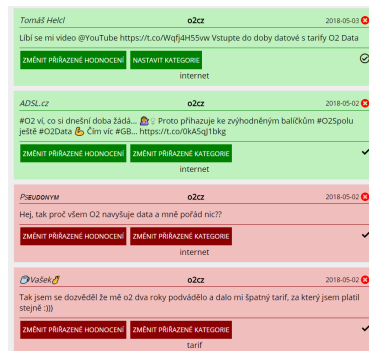 Tomáš Helcl o2cz 2018-05-03
Líbí se mi video @YouTube https://t.co/Wqfj4H55vw Vstupte do doby datové s tarify O2 Data
ZMĚNIT PŘIŘAZENÉ HODNOCENÍ NASTAVIT KATEGORIE
internet
ADSL.cz o2cz 2018-05-02
#O2 ví, co si dnešní doba žádá... 🤷♀ Proto přihazuje ke zvýhodněným balíčkům #O2Spolu
ještě #O2Data 💪 Čím víc #GB... https://t.co/0kA5qJ1bkg
ZMĚNIT PŘIŘAZENÉ HODNOCENÍ ZMĚNIT PŘIŘAZENÉ KATEGORIE
internet
Pseudonym o2cz 2018-05-02
Hej, tak proč všem O2 navyšuje data a mně pořád nic??
ZMĚNIT PŘIŘAZENÉ HODNOCENÍ ZMĚNIT PŘIŘAZENÉ KATEGORIE
internet
Vašek o2cz 2018-05-02
Tak jsem se dozvěděl že mě o2 dva roky podvádělo a dalo mi špatný tarif, za který jsem platil
stejně :)))
ZMĚNIT PŘIŘAZENÉ HODNOCENÍ ZMĚNIT PŘIŘAZENÉ KATEGORIE
tarif